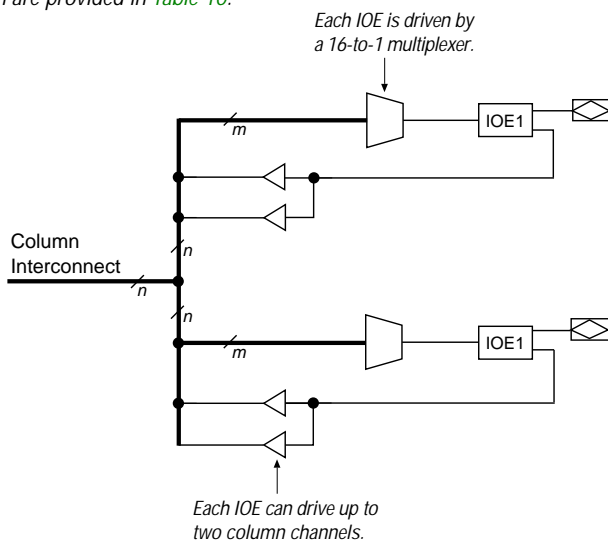 are provided in Table 10.
Each IOE is driven by
a 16-to-1 multiplexer.
m
IOE1
n
Column
Interconnect
n
n
m
IOE1
Each IOE can drive up to
two column channels.